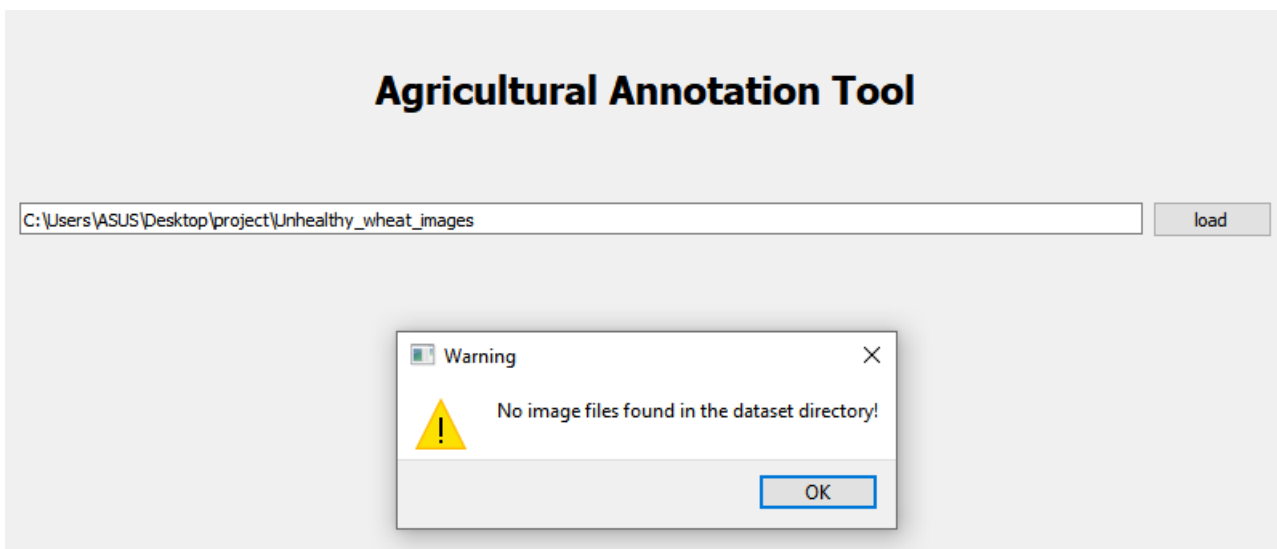 Agricultural Annotation Tool
C:\Users\ASUS\Desktop\project\Unhealthy_wheat_images
load
Warning
No image files found in the dataset directory!
OK